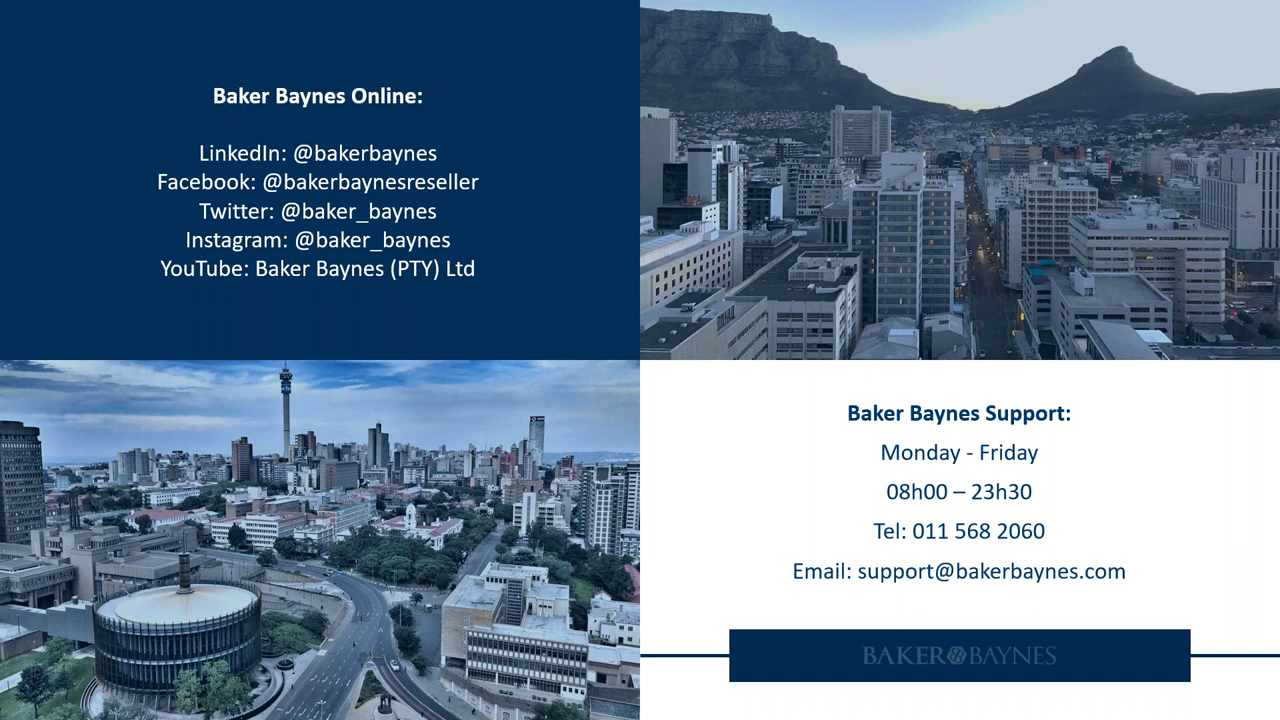 Baker Baynes Online:
LinkedIn: @bakerbaynes
Facebook: @bakerbaynesreseller
Twitter: @baker_baynes
Instagram: @baker_baynes
YouTube: Baker Baynes (PTY) Ltd
Baker Baynes Support:
Monday - Friday
08h00 – 23h30
Tel: 011 568 2060
Email: support@bakerbaynes.com
BAKER BAYNES